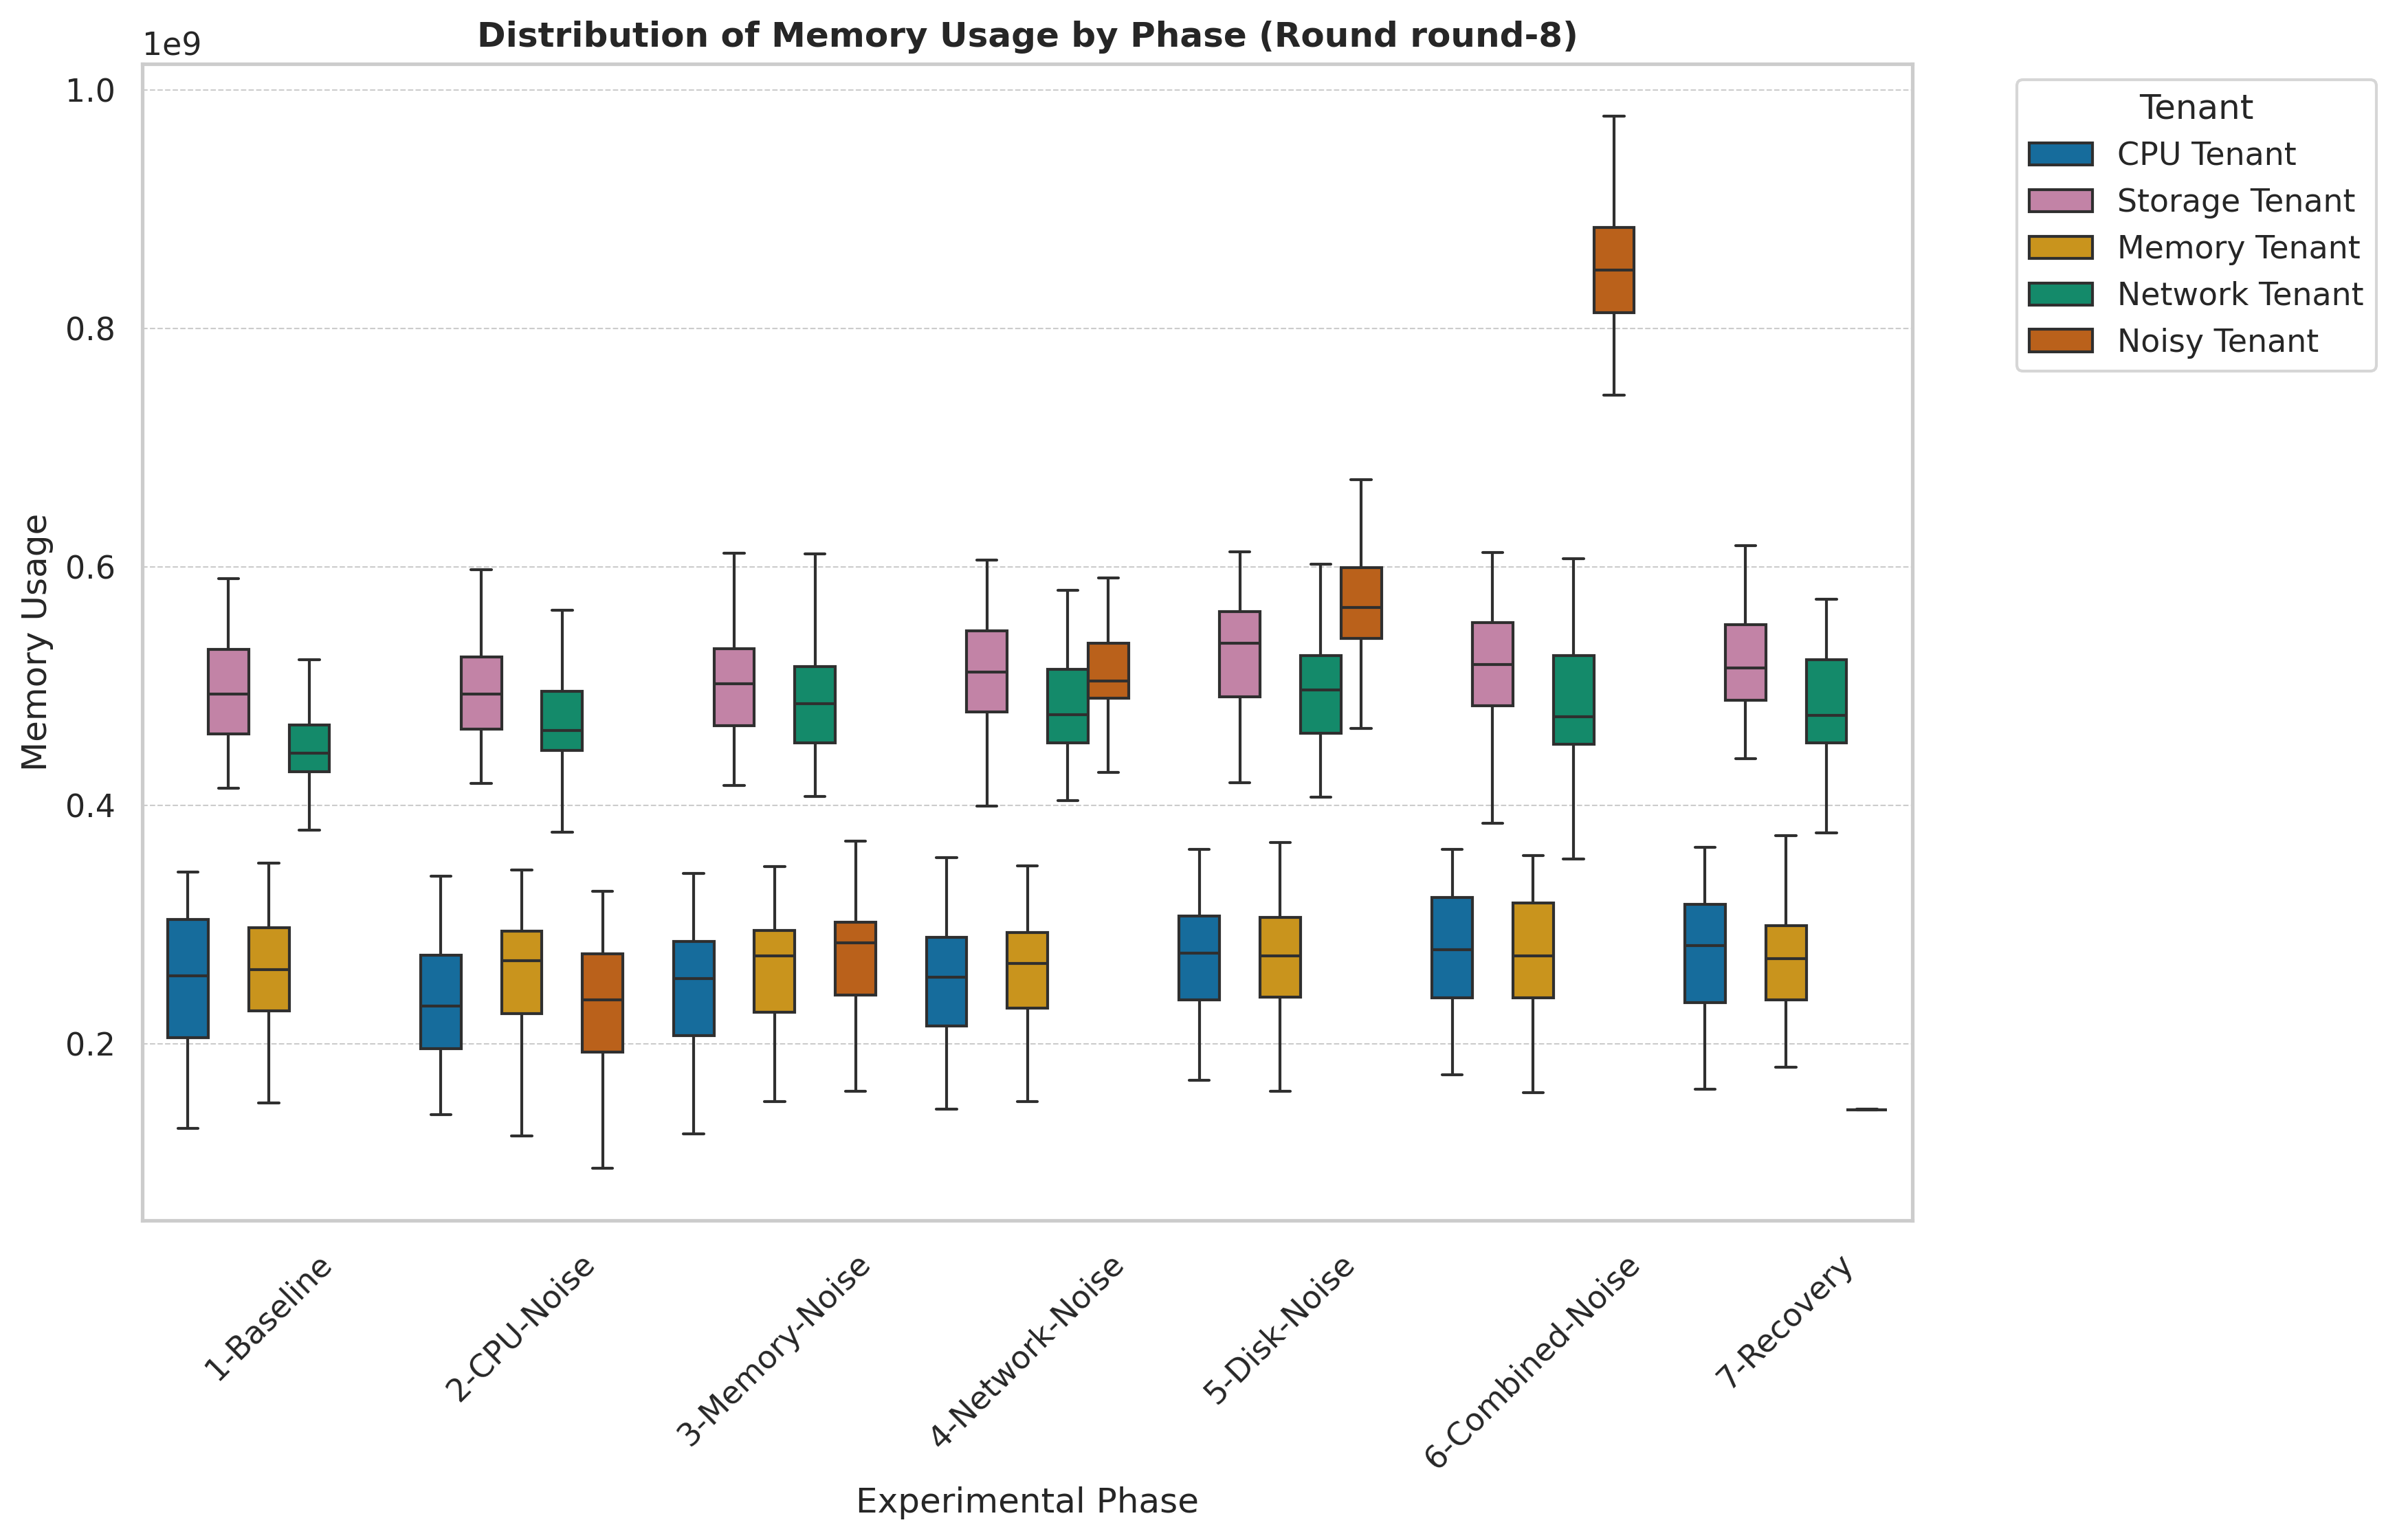 Distribution of Memory Usage by Phase (Round round-8)
1e9
1.0
0.8
0.6
0.4
0.2
Memory Usage
1-Baseline
2-CPU-Noise
3-Memory-Noise
4-Network-Noise
5-Disk-Noise
6-Combined-Noise
7-Recovery
Experimental Phase
Tenant
CPU Tenant
Storage Tenant
Memory Tenant
Network Tenant
Noisy Tenant